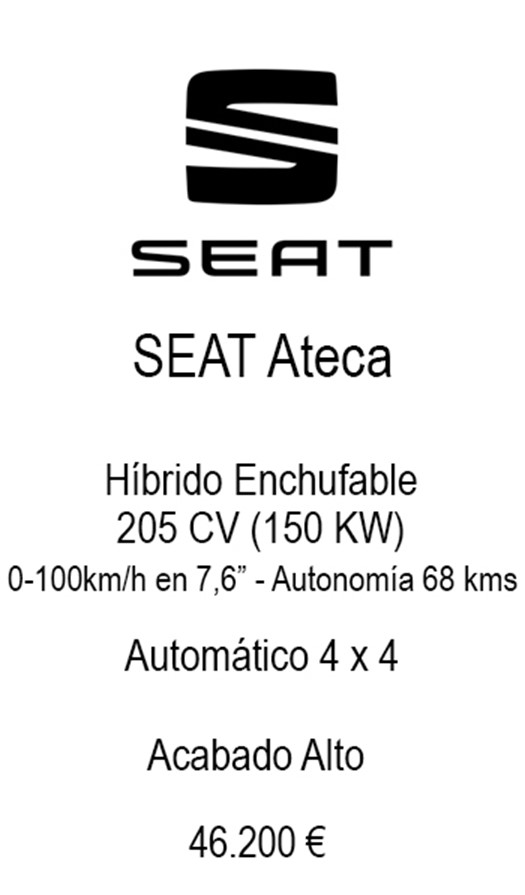 SEAT
SEAT Ateca
Híbrido Enchufable
205 CV (150 KW)
0-100km/h en 7,6” - Autonomía 68 kms
Automático 4 x 4
Acabado Alto
46.200 €